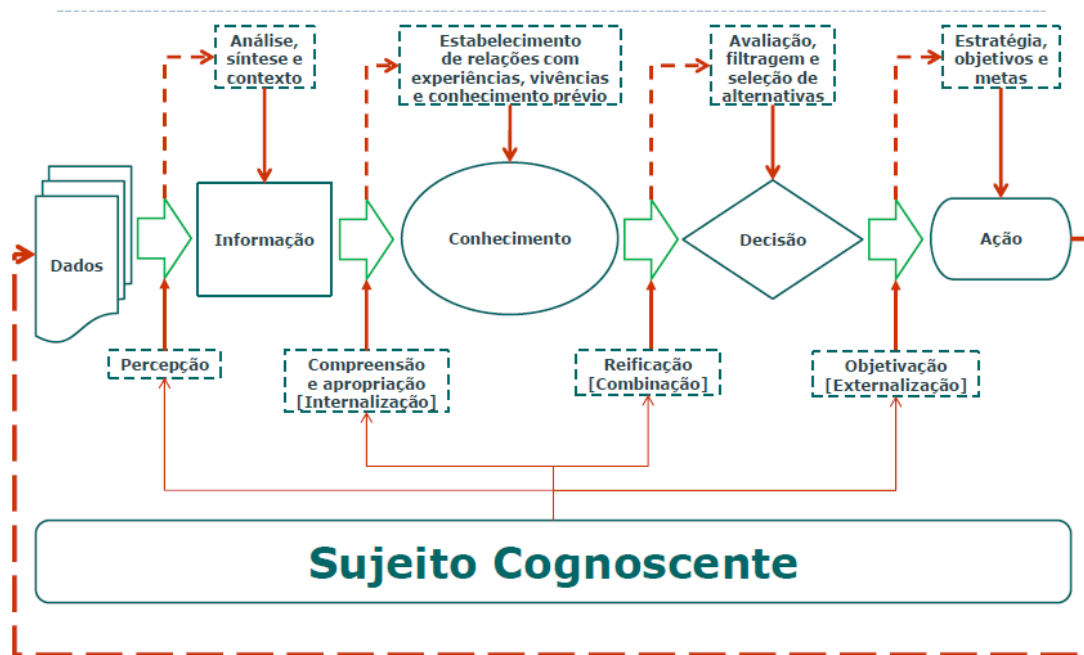 Análise,
síntese e
contexto
Estabelecimento
de relações com
experiências, vivências
e conhecimento prévio
Avaliação,
filtragem e
seleção de
alternativas
Estratégia,
objetivos e
metas
Dados
Informação
Conhecimento
Decisão
Ação
Percepção
Compreensão
e apropriação
[Internalização]
Reificação
[Combinação]
Objetivação
[Externalização]
Sujeito Cognoscente